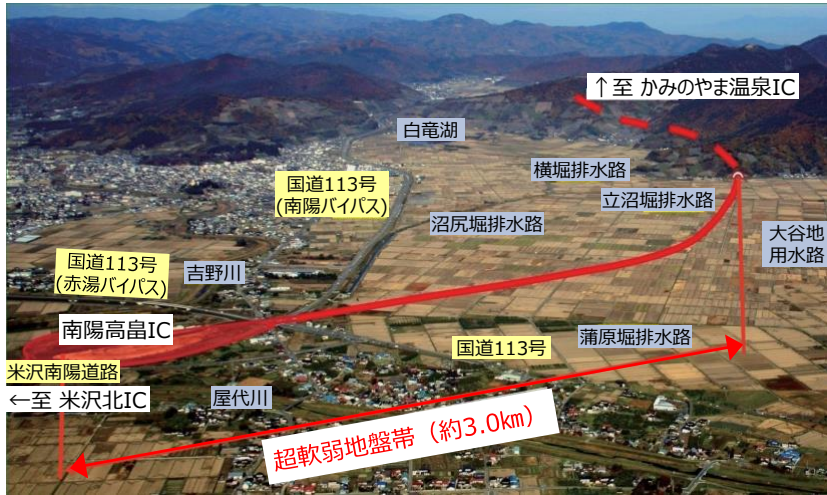 ↑至 かみのやま温泉IC
白竜湖
横堀排水路
国道113号
(南陽バイパス)
立沼堀排水路
沼尻堀排水路
大谷地
用水路
国道113号
(赤湯バイパス)
吉野川
南陽高畠IC
蒲原堀排水路
国道113号
米沢南陽道路
←至 米沢北IC
屋代川
超軟弱地盤帯（約3.0km）